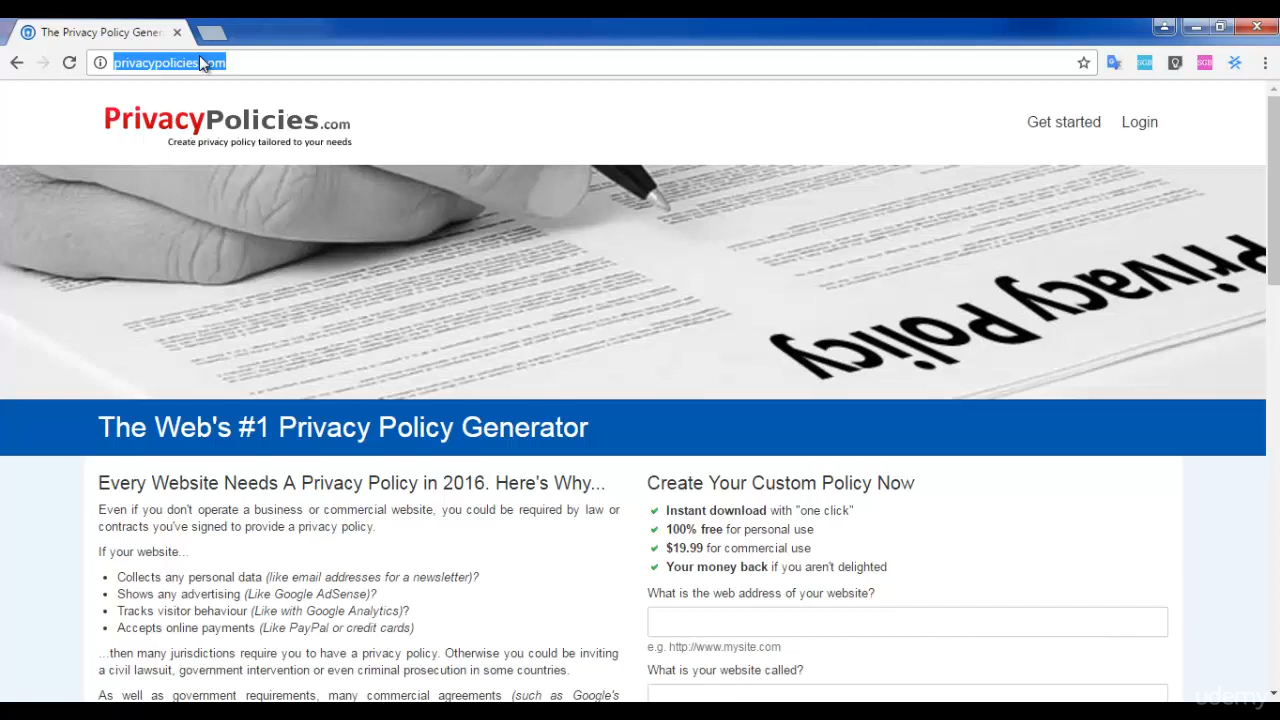 The Privacy Policy Gener
privacypolicies.com
SGB
SGB
PrivacyPolicies.com
Create privacy policy tailored to your needs
Get started Login
Privacy Policy
The Web's #1 Privacy Policy Generator
Every Website Needs A Privacy Policy in 2016. Here's Why...
Even if you don't operate a business or commercial website, you could be required by law or
contracts you've signed to provide a privacy policy.
If your website...
Collects any personal data (like email addresses for a newsletter)?
Shows any advertising (Like Google AdSense)?
Tracks visitor behaviour (Like with Google Analytics)?
Accepts online payments (Like PayPal or credit cards)
...then many jurisdictions require you to have a privacy policy. Otherwise you could be inviting
a civil lawsuit, government intervention or even criminal prosecution in some countries.
As well as government requirements, many commercial agreements (such as Google's
Create Your Custom Policy Now
Instant download with "one click"
100% free for personal use
$19.99 for commercial use
Your money back if you aren't delighted
What is the web address of your website?
e.g. http://www.mysite.com
What is your website called?
udemy